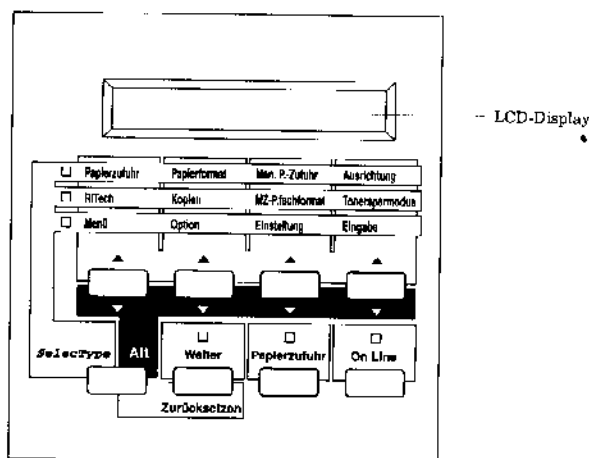 LCD-Display
Papierzufuhr Papierformat Man. P.-Zufuhr Ausrichtung
RITech Kopien MZ-P.fachformat Tonersparmodus
Menü Option Einstellung Eingabe
SelecType Alt Weiter Papierzufuhr On Line
Zurücksetzen